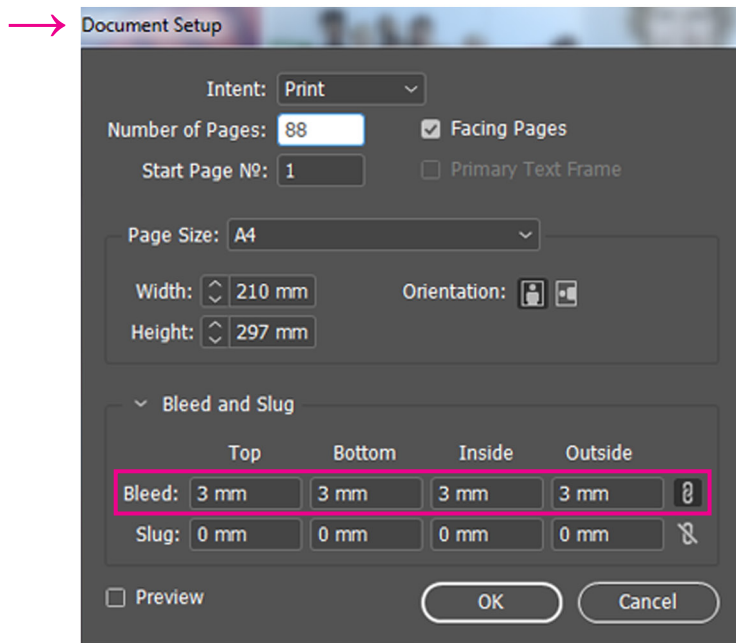 Document Setup
Intent: Print
Number of Pages: 88 Facing Pages
Start Page №: 1 Primary Text Frame
Page Size: A4
Width: 210 mm Orientation:
Height: 297 mm
Bleed and Slug
Top Bottom Inside Outside
Bleed: 3 mm 3 mm 3 mm 3 mm
Slug: 0 mm 0 mm 0 mm 0 mm
Preview OK Cancel